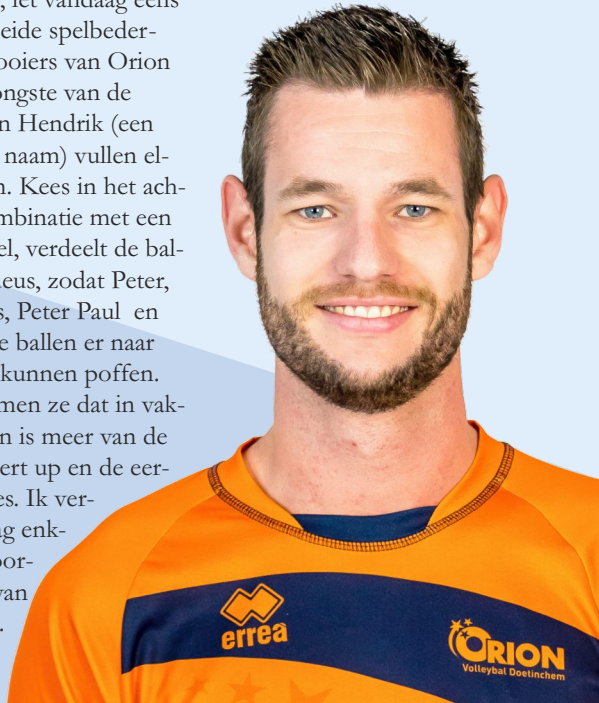 , let vandaag eens
eide spelbeder-
ooiers van Orion
ongste van de
n Hendrik (een
naam) vullen el-
n. Kees in het ach-
mbinatie met een
el, verdeelt de bal-
eus, zodat Peter,
s, Peter Paul en
e ballen er naar
kunnen poffen.
men ze dat in vak-
n is meer van de
ert up en de eer-
es. Ik ver-
ag enk-
oor-
van
.
erreà
ORION
Volleybal Doetinchem